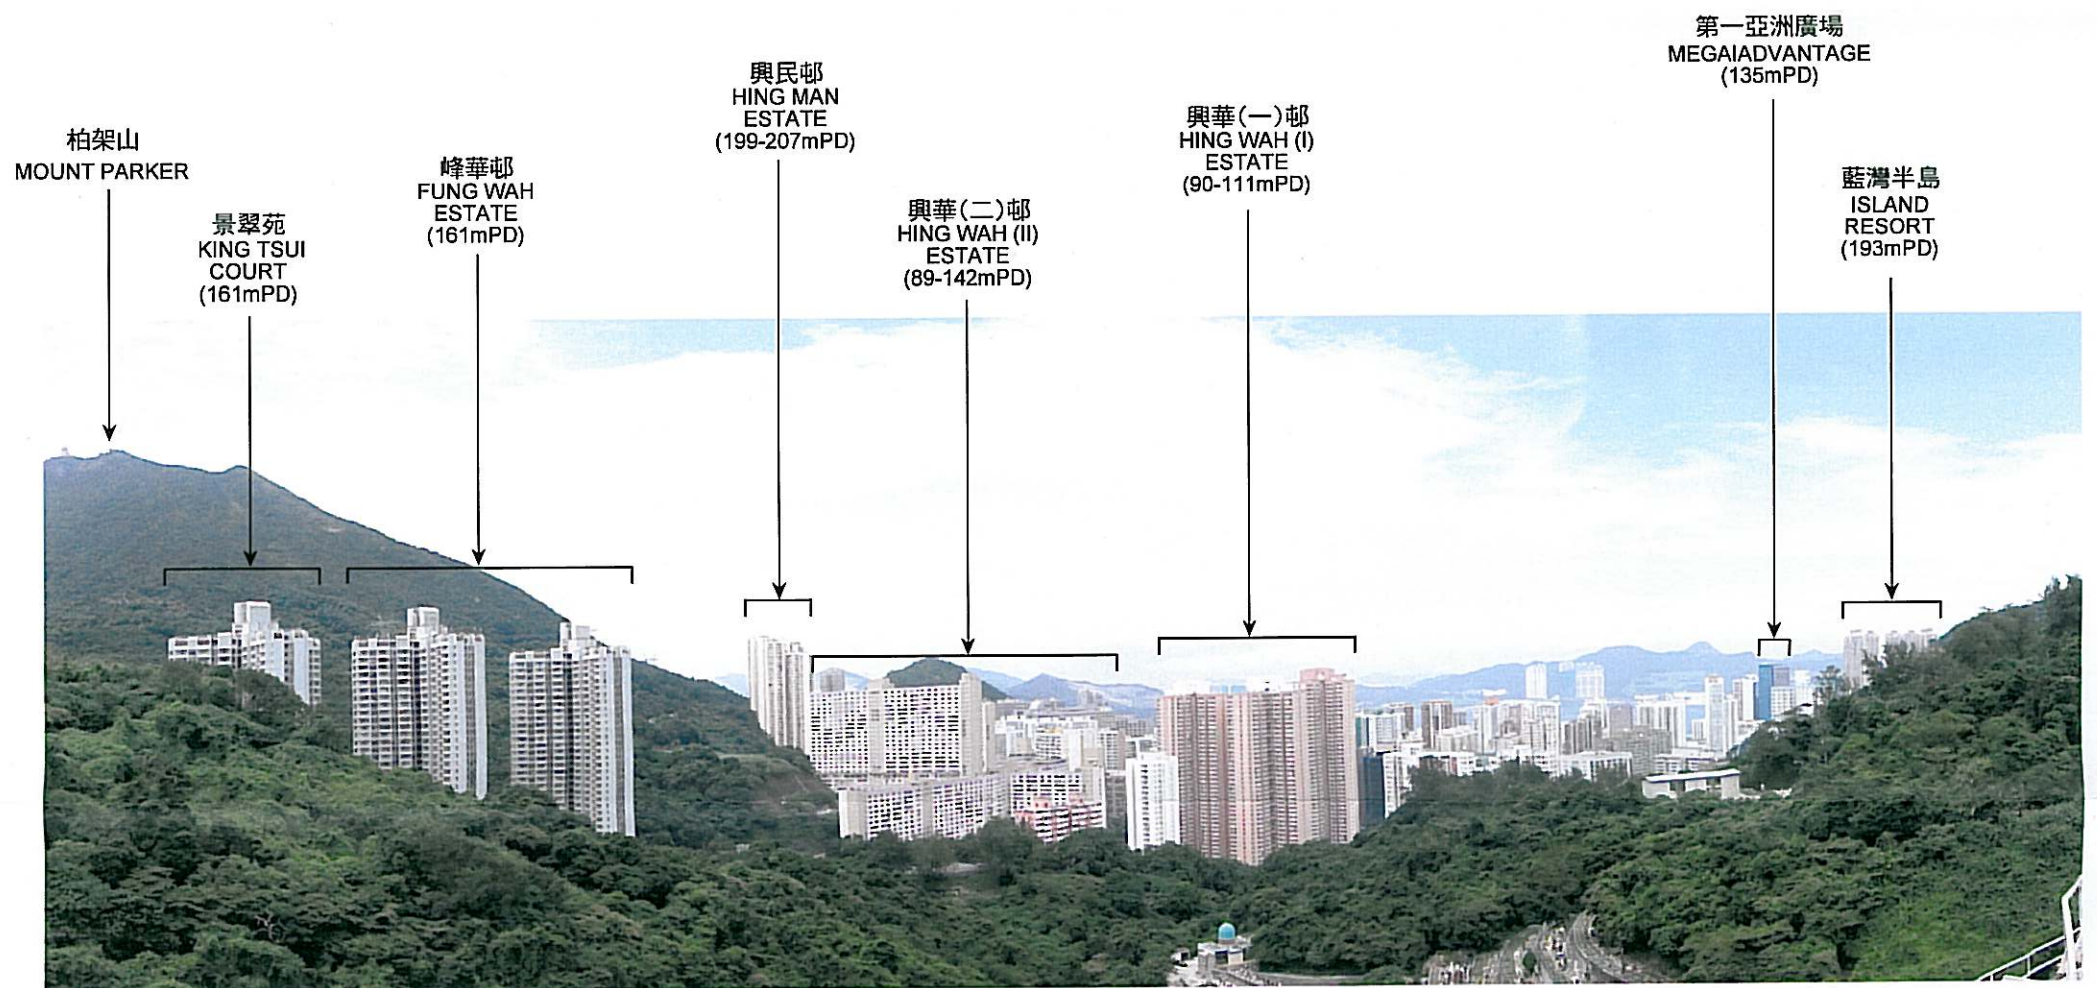 柏架山
MOUNT PARKER
景翠苑
KING TSUI
COURT
(161mPD)
峰華邨
FUNG WAH
ESTATE
(161mPD)
興民邨
HING MAN
ESTATE
(199-207mPD)
興華(二)邨
HING WAH (II)
ESTATE
(89-142mPD)
興華(一)邨
HING WAH (I)
ESTATE
(90-111mPD)
第一亞洲廣場
MEGAIADVANTAGE
(135mPD)
藍灣半島
ISLAND
RESORT
(193mPD)